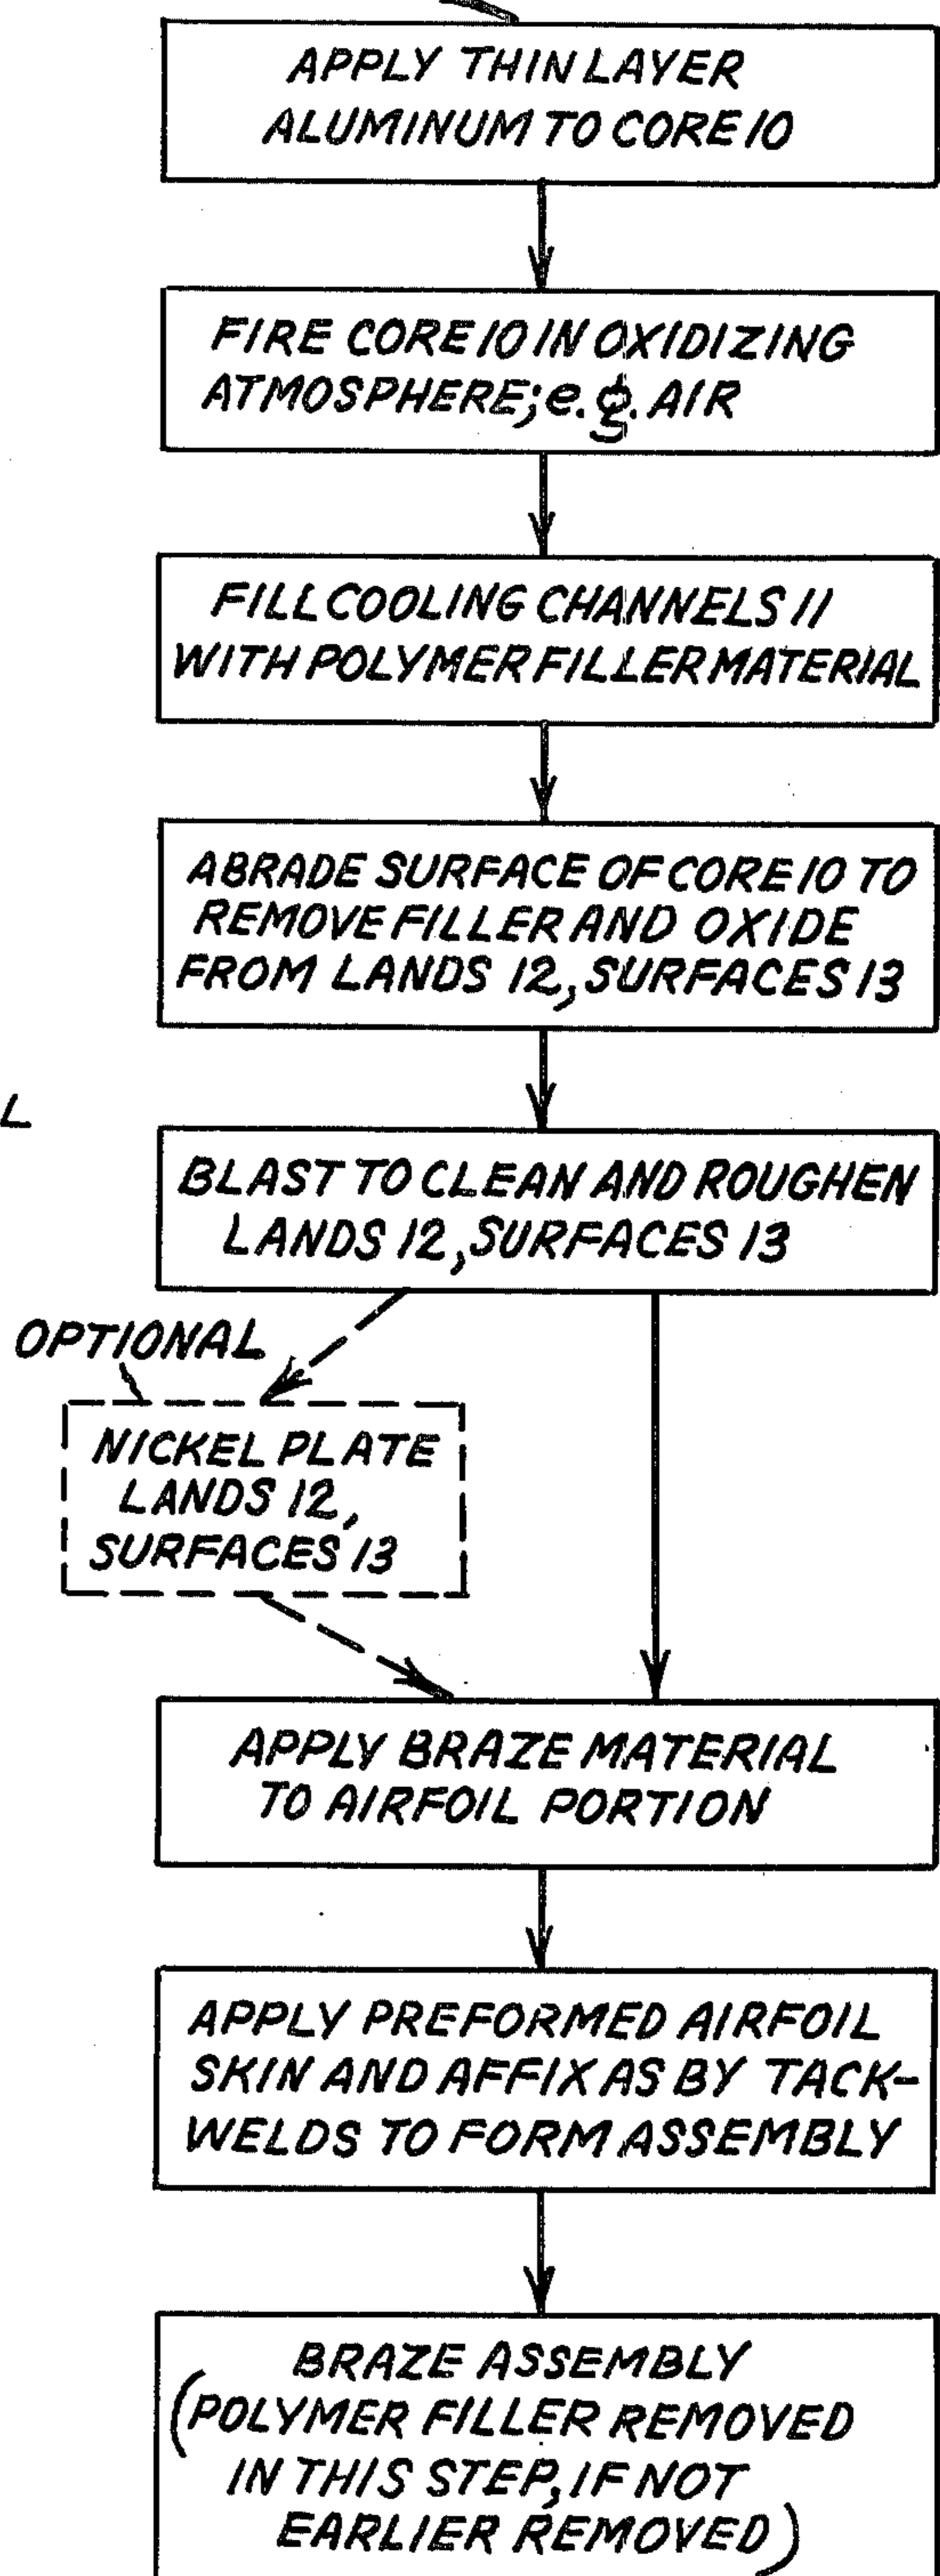 APPLY THIN LAYER
ALUMINUM TO CORE 10
FIRE CORE 10 IN OXIDIZING
ATMOSPHERE; e.g. AIR
FILL COOLING CHANNELS 11
WITH POLYMER FILLER MATERIAL
ABRADE SURFACE OF CORE 10 TO
REMOVE FILLER AND OXIDE
FROM LANDS 12, SURFACES 13
L
BLAST TO CLEAN AND ROUGHEN
LANDS 12, SURFACES 13
OPTIONAL
NICKEL PLATE
LANDS 12,
SURFACES 13
APPLY BRAZE MATERIAL
TO AIRFOIL PORTION
APPLY PREFORMED AIRFOIL
SKIN AND AFFIX AS BY TACK-
WELDS TO FORM ASSEMBLY
BRAZE ASSEMBLY
(POLYMER FILLER REMOVED
IN THIS STEP, IF NOT
EARLIER REMOVED)